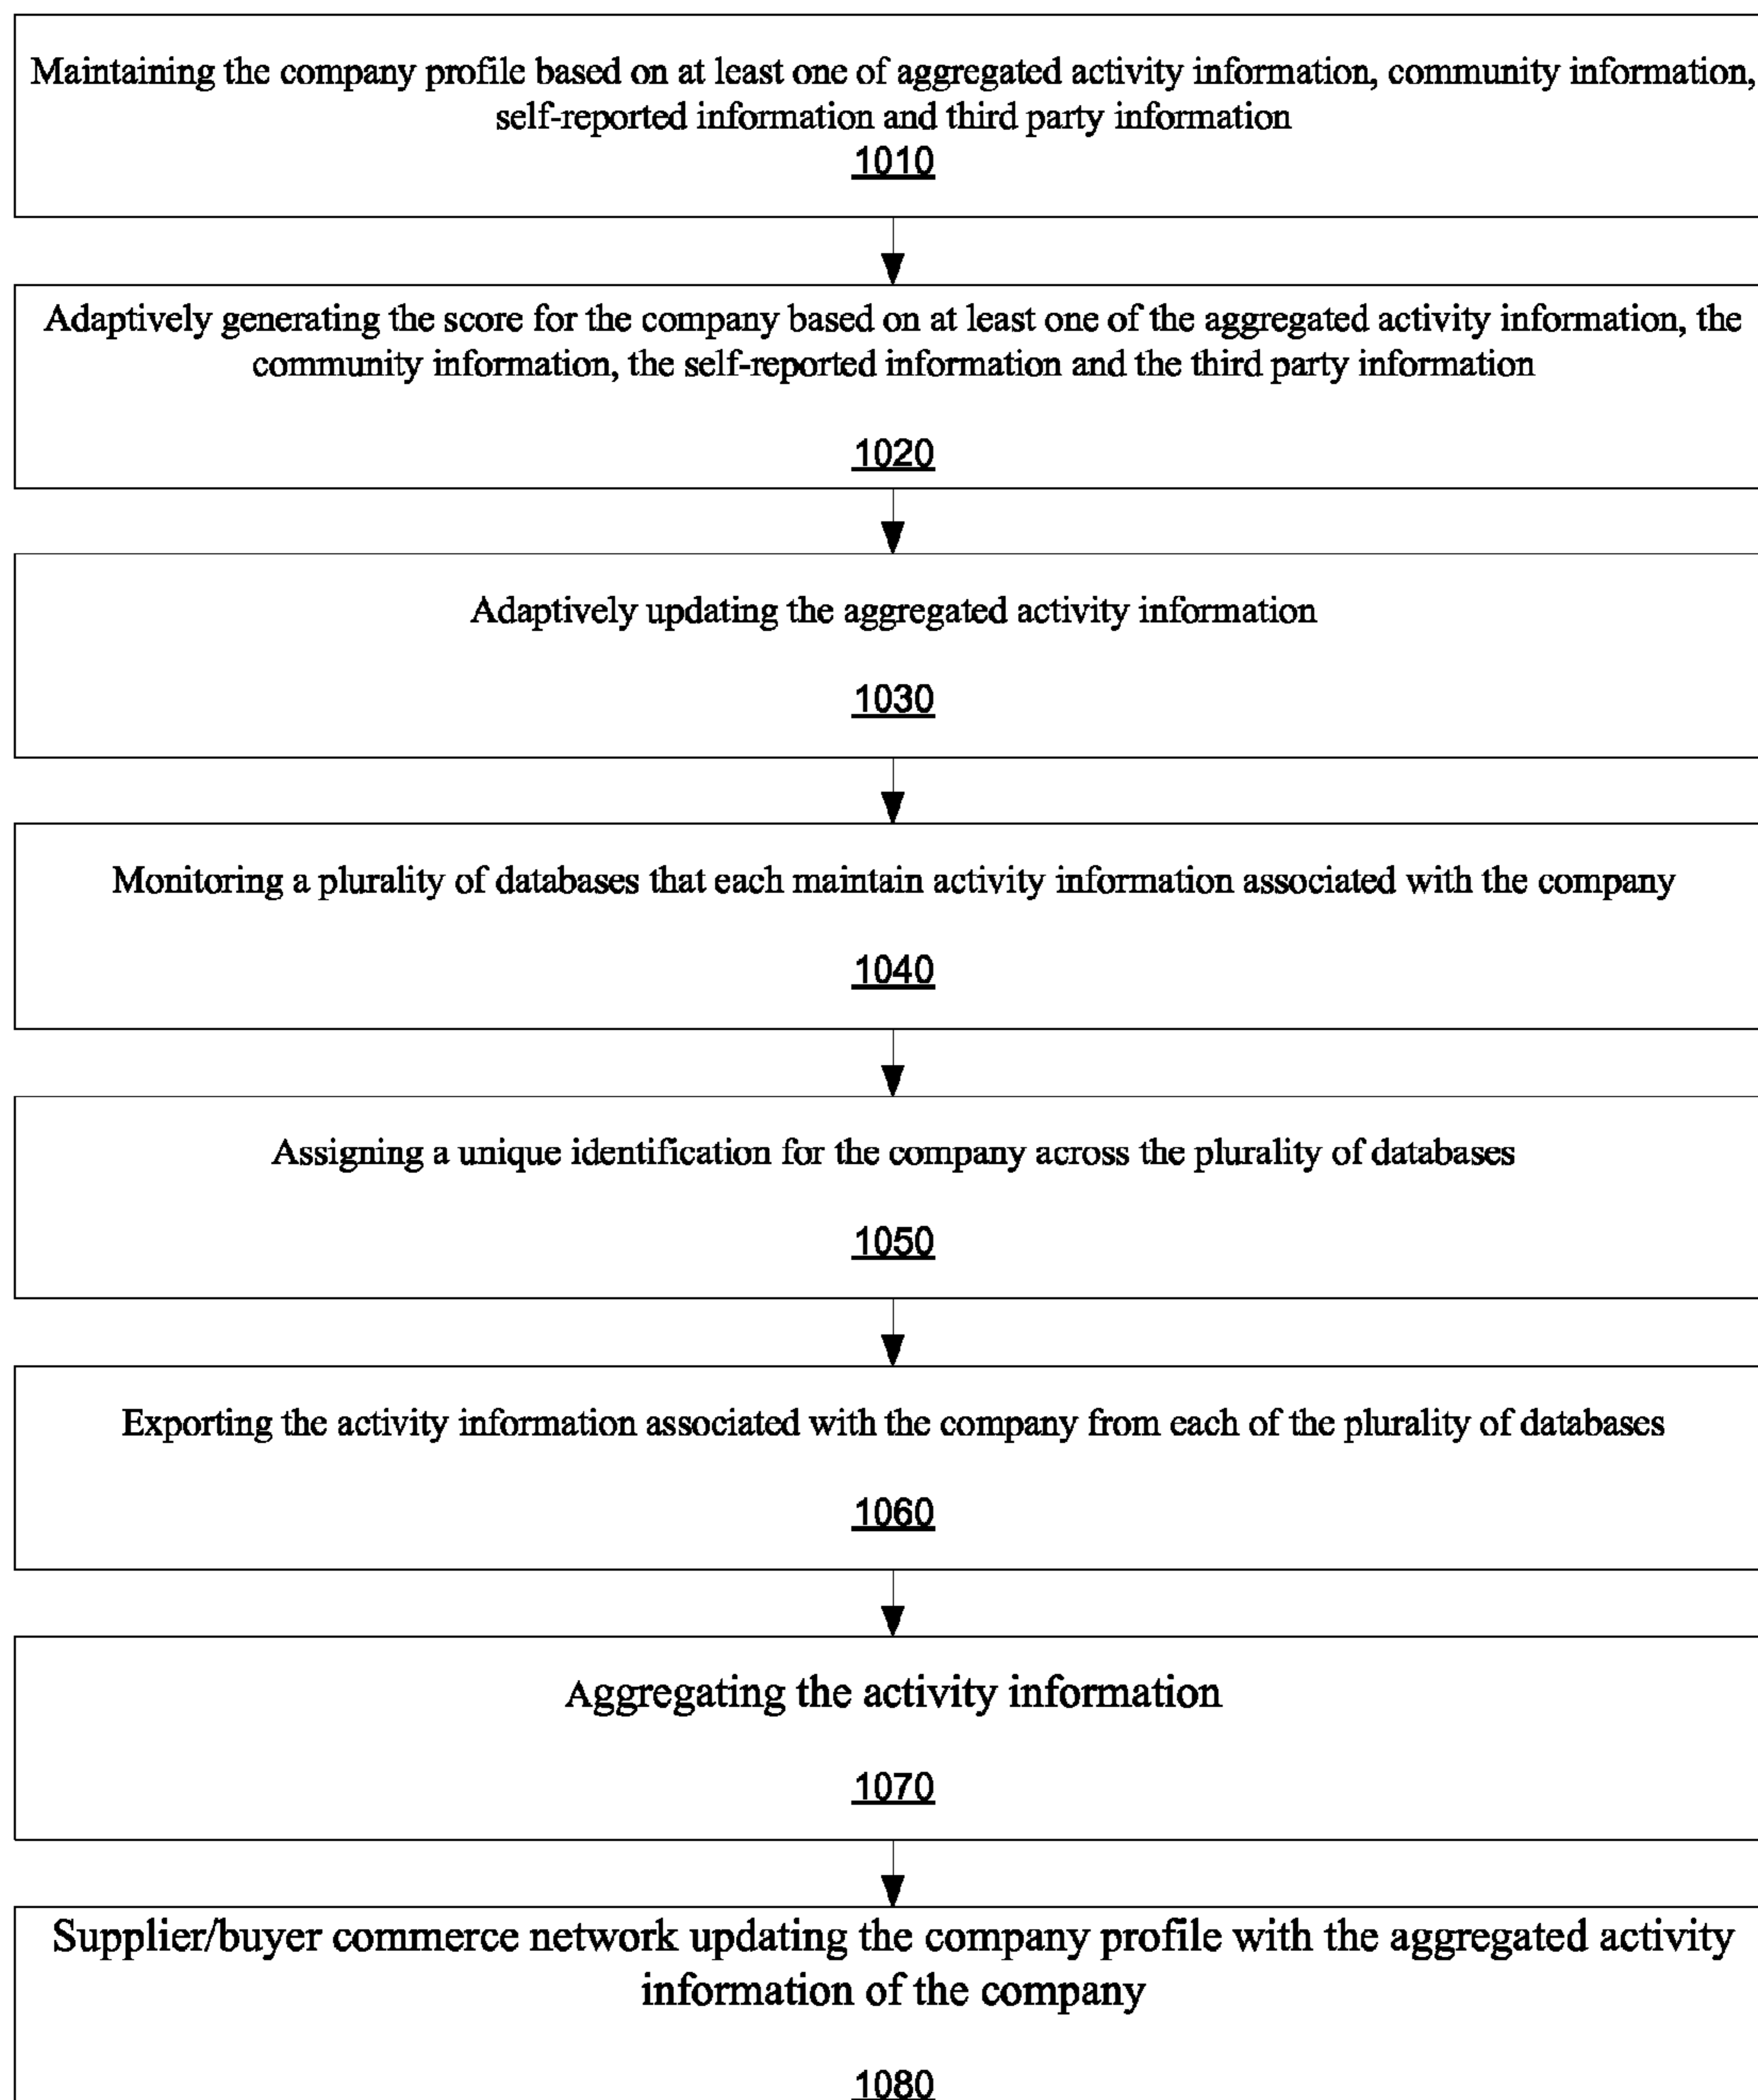 Maintaining the company profile based on at least one of aggregated activity information, community information,
self-reported information and third party information
1010
Adaptively generating the score for the company based on at least one of the aggregated activity information, the
community information, the self-reported information and the third party information
1020
Adaptively updating the aggregated activity information
1030
Monitoring a plurality of databases that each maintain activity information associated with the company
1040
Assigning a unique identification for the company across the plurality of databases
1050
Exporting the activity information associated with the company from each of the plurality of databases
1060
Aggregating the activity information
1070
Supplier/buyer commerce network updating the company profile with the aggregated activity
information of the company
1080